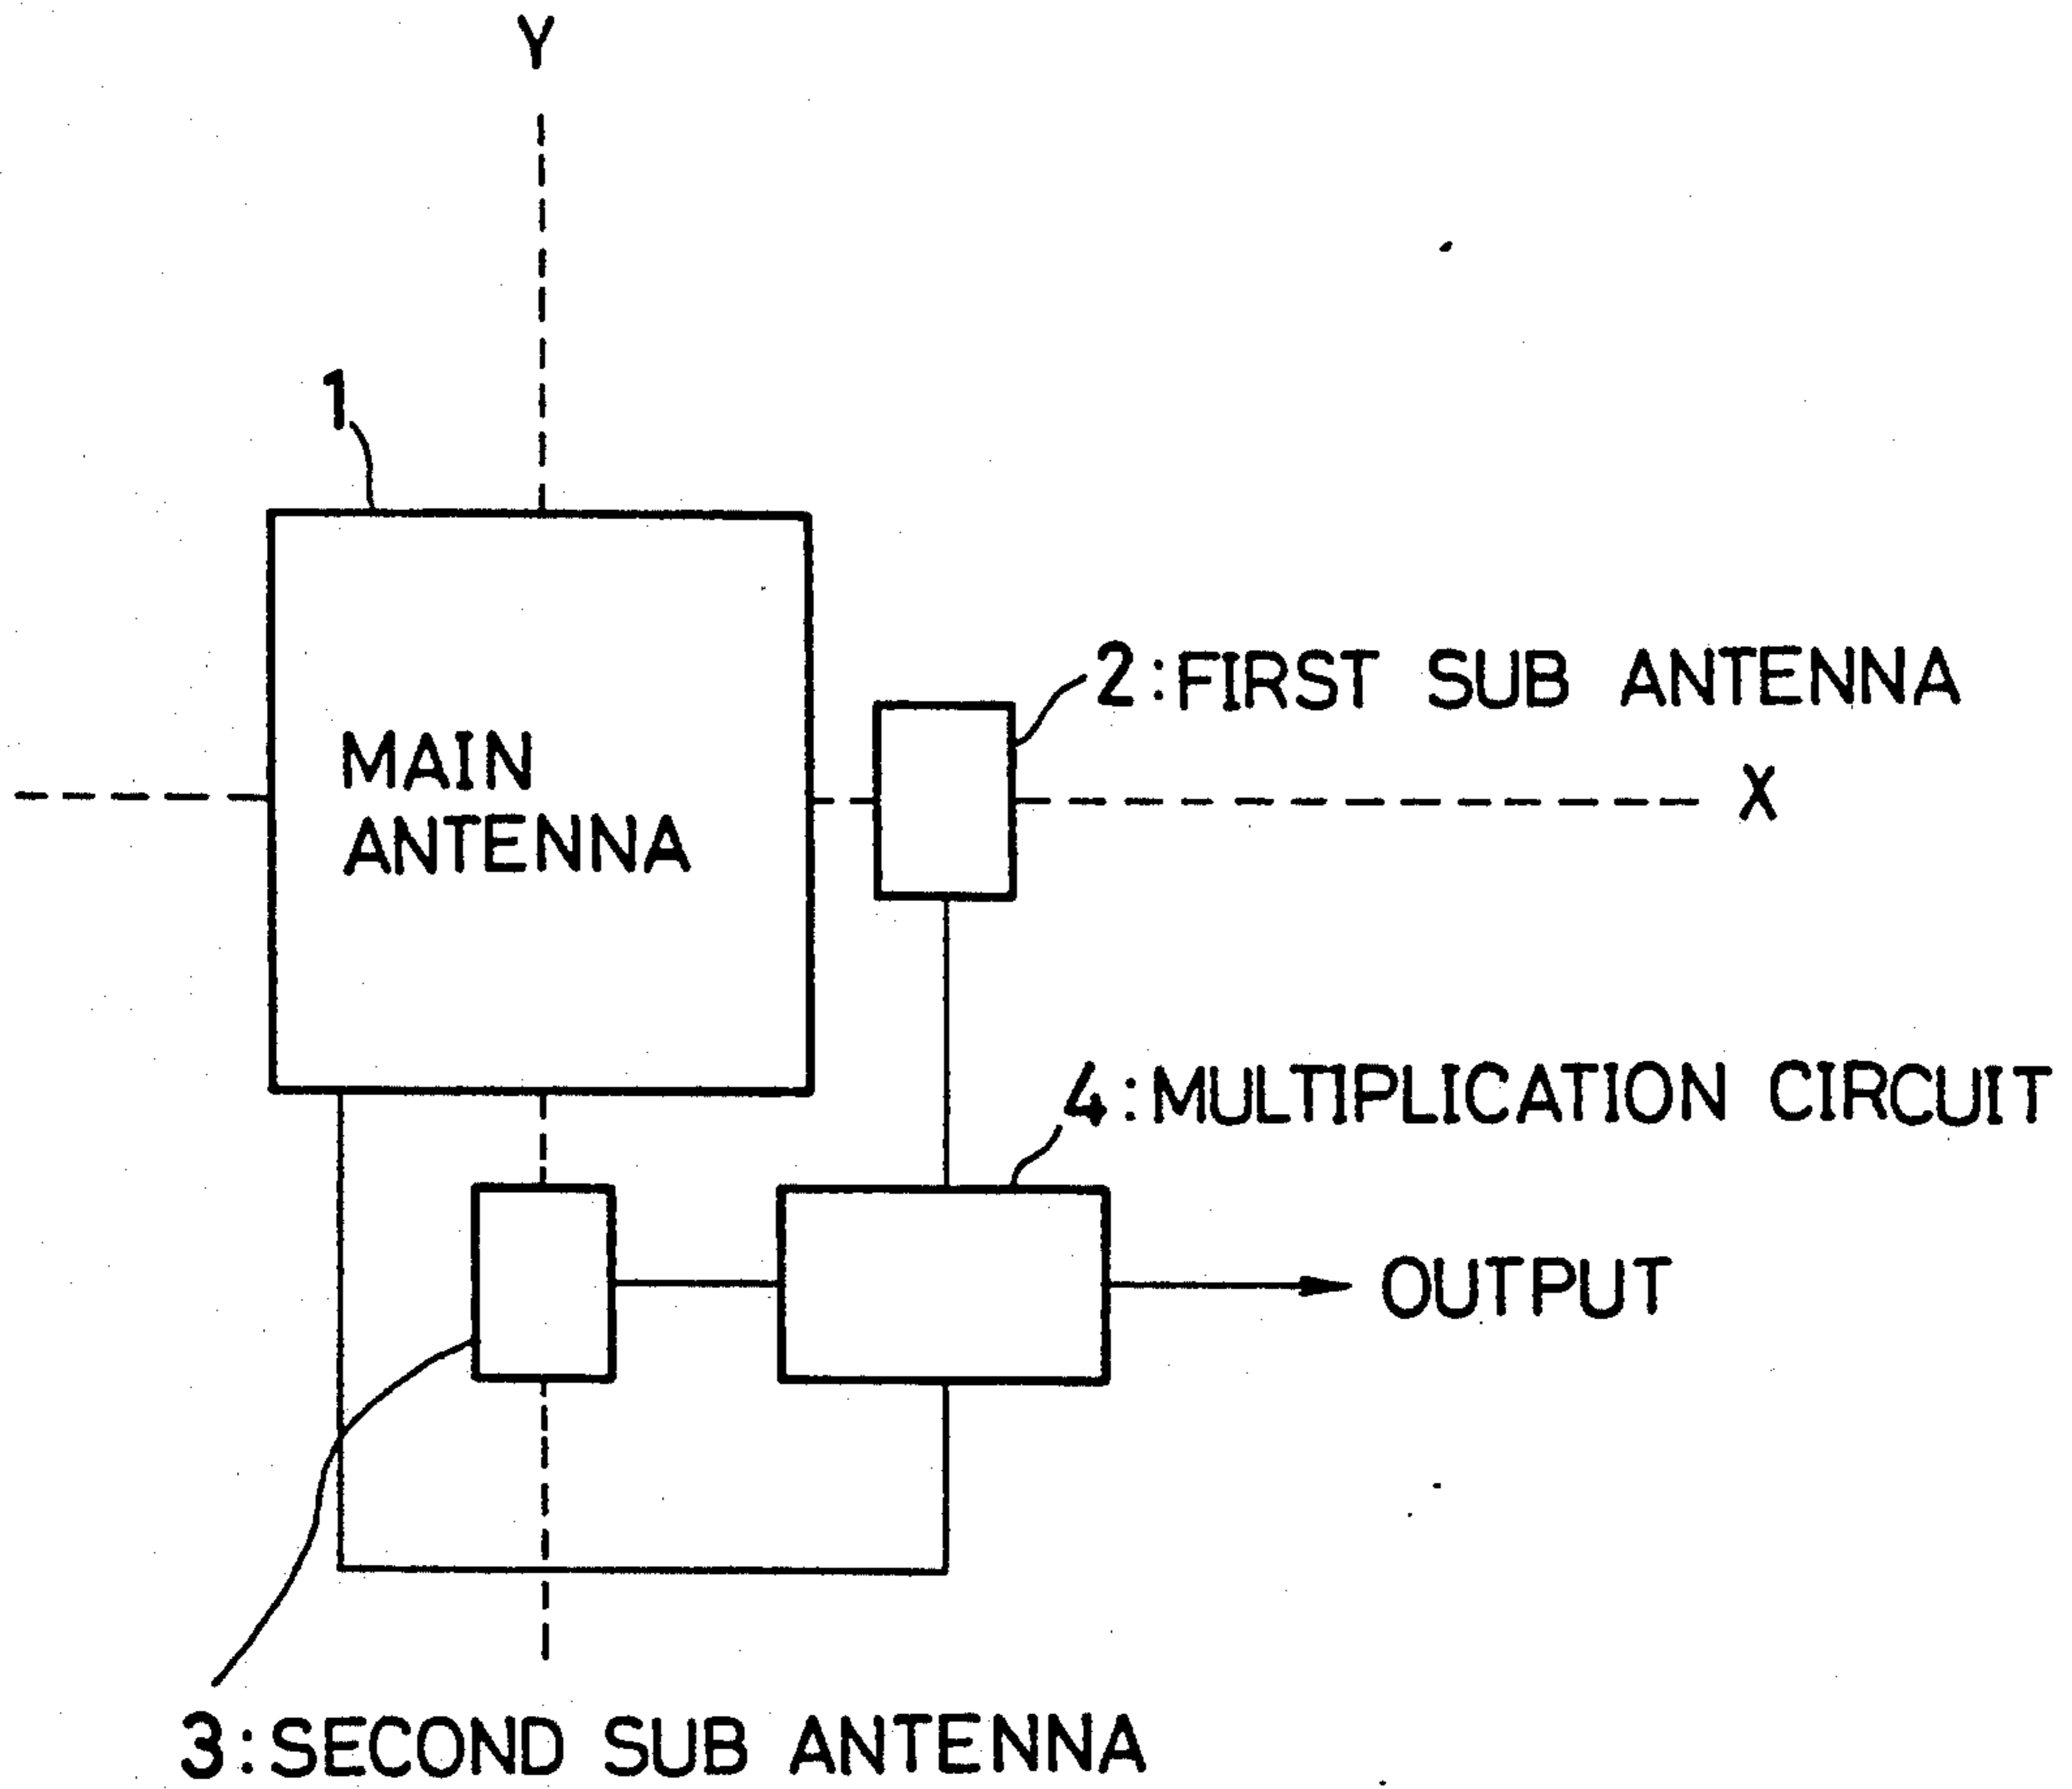 Y
1
2:FIRST SUB ANTENNA
MAIN
ANTENNA
X
4:MULTIPLICATION CIRCUIT
OUTPUT
3:SECOND SUB ANTENNA